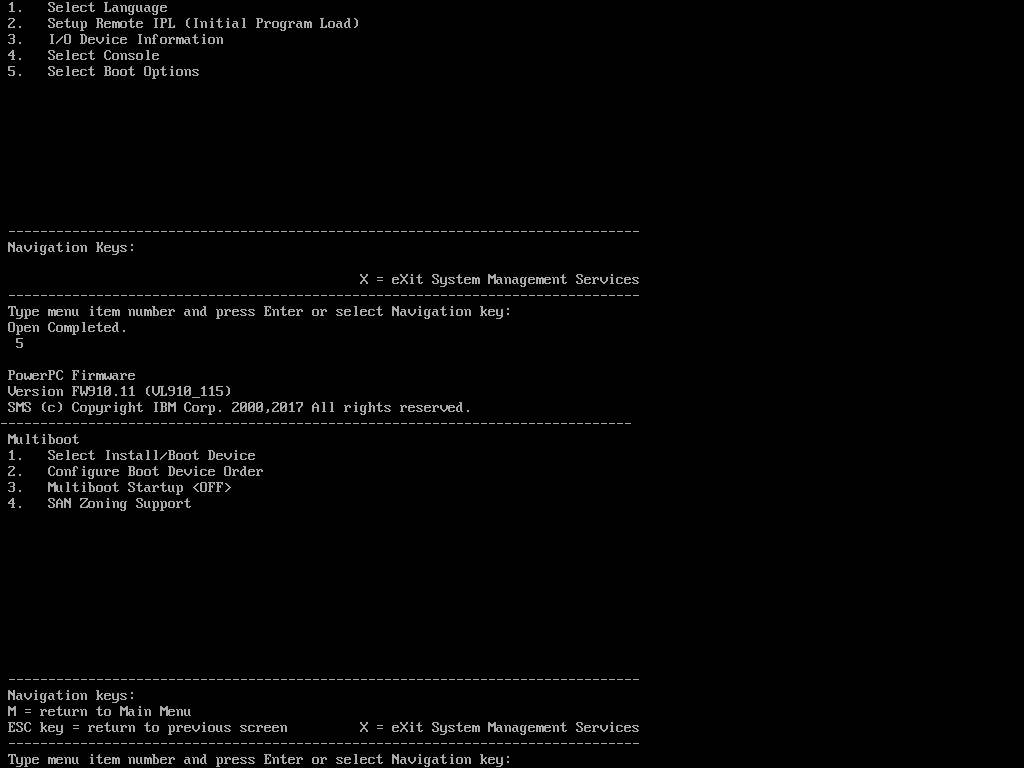 1.   Select Language
2.   Setup Remote IPL (Initial Program Load)
3.   I/O Device Information
4.   Select Console
5.   Select Boot Options
-------------------------------------------------------------------------------
Navigation Keys:
                                            X = eXit System Management Services
-------------------------------------------------------------------------------
Type menu item number and press Enter or select Navigation key:
Open Completed.
 5
PowerPC Firmware
Version FW910.11 (VL910_115)
SMS (c) Copyright IBM Corp. 2000,2017 All rights reserved.
-------------------------------------------------------------------------------
Multiboot
1.   Select Install/Boot Device
2.   Configure Boot Device Order
3.   Multiboot Startup <OFF>
4.   SAN Zoning Support
-------------------------------------------------------------------------------
Navigation keys:
M = return to Main Menu
ESC key = return to previous screen         X = eXit System Management Services
-------------------------------------------------------------------------------
Type menu item number and press Enter or select Navigation key: